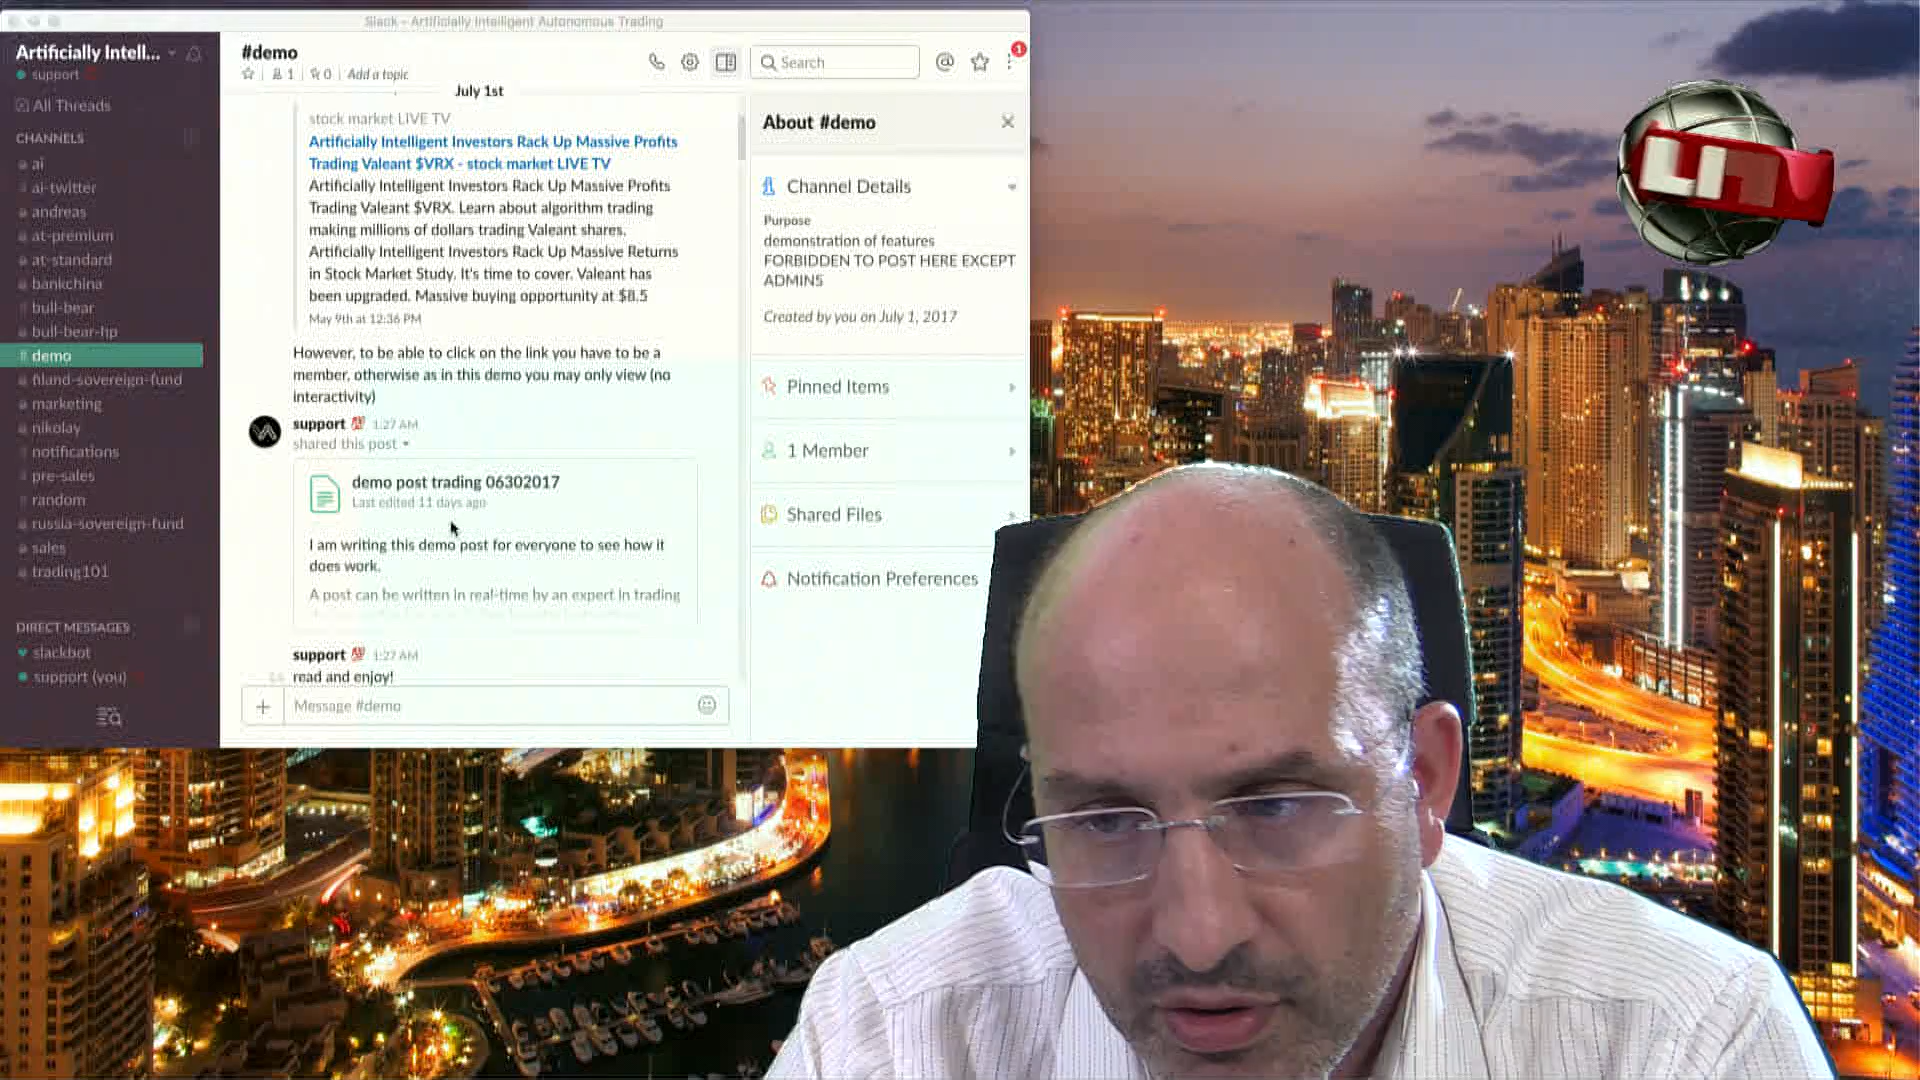 Slack - Artificially Intelligent Autonomous Trading
Artificially Intell...
support
All Threads
CHANNELS
ai
ai-twitter
andreas
at-premium
at-standard
bankchina
bull-bear
bull-bear-hp
demo
filand-sovereign-fund
marketing
nikolay
notifications
pre-sales
random
russia-sovereign-fund
sales
trading101
DIRECT MESSAGES
slackbot
support (you)
#demo
1 | 0 | Add a topic
Search
1
July 1st
stock market LIVE TV
Artificially Intelligent Investors Rack Up Massive Profits
Trading Valeant $VRX - stock market LIVE TV
Artificially Intelligent Investors Rack Up Massive Profits
Trading Valeant $VRX. Learn about algorithm trading
making millions of dollars trading Valeant shares.
Artificially Intelligent Investors Rack Up Massive Returns
in Stock Market Study. It's time to cover. Valeant has
been upgraded. Massive buying opportunity at $8.5
May 9th at 12:36 PM
However, to be able to click on the link you have to be a
member, otherwise as in this demo you may only view (no
interactivity)
support 1:27 AM
shared this post
demo post trading 06302017
Last edited 11 days ago
I am writing this demo post for everyone to see how it
does work.
A post can be written in real-time by an expert in trading
support 1:27 AM
read and enjoy!
Message #demo
About #demo
Channel Details
Purpose
demonstration of features
FORBIDDEN TO POST HERE EXCEPT
ADMINS
Created by you on July 1, 2017
Pinned Items
1 Member
Shared Files
Notification Preferences